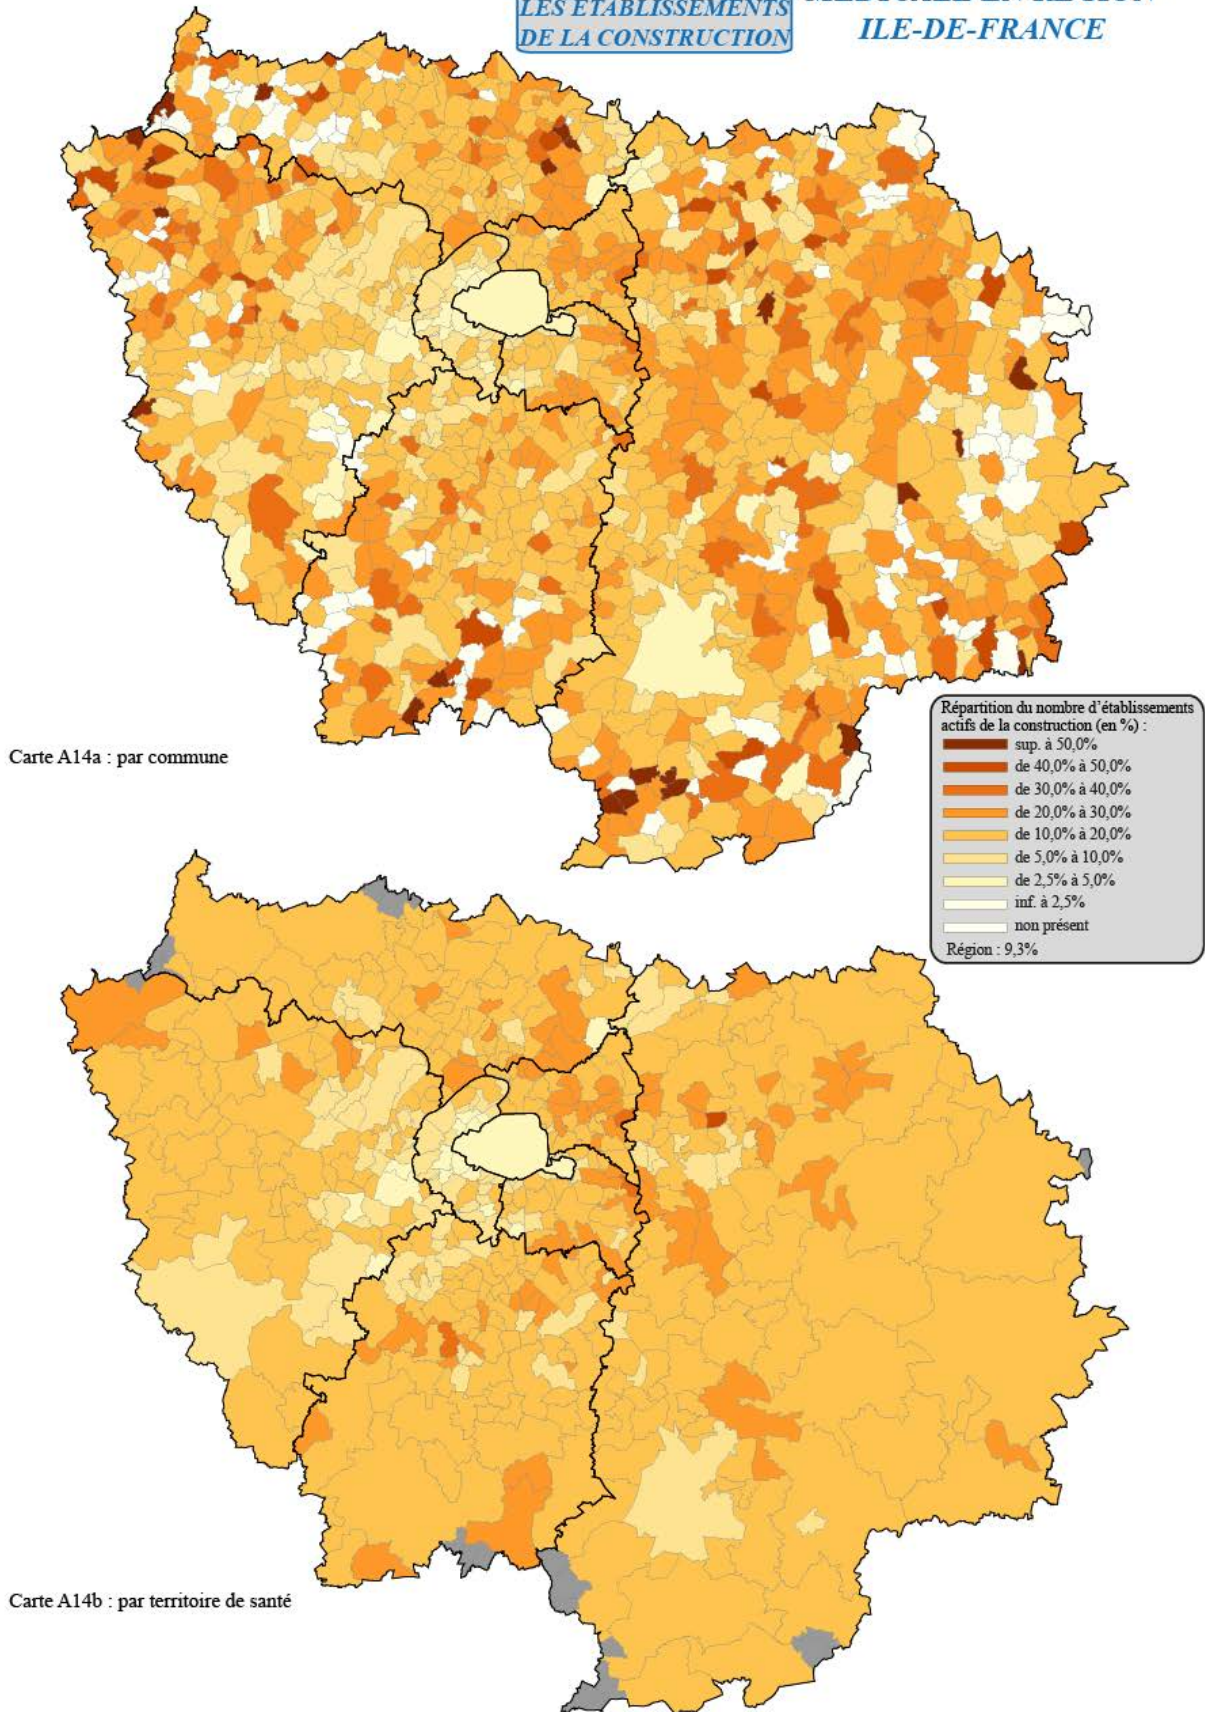 LES ÉTABLISSEMENTS
DE LA CONSTRUCTION
ILE-DE-FRANCE
Carte A14a : par commune
Répartition du nombre d'établissements
actifs de la construction (en %) :
sup. à 50,0%
de 40,0% à 50,0%
de 30,0% à 40,0%
de 20,0% à 30,0%
de 10,0% à 20,0%
de 5,0% à 10,0%
de 2,5% à 5,0%
inf. à 2,5%
non présent
Région : 9,3%
Carte A14b : par territoire de santé